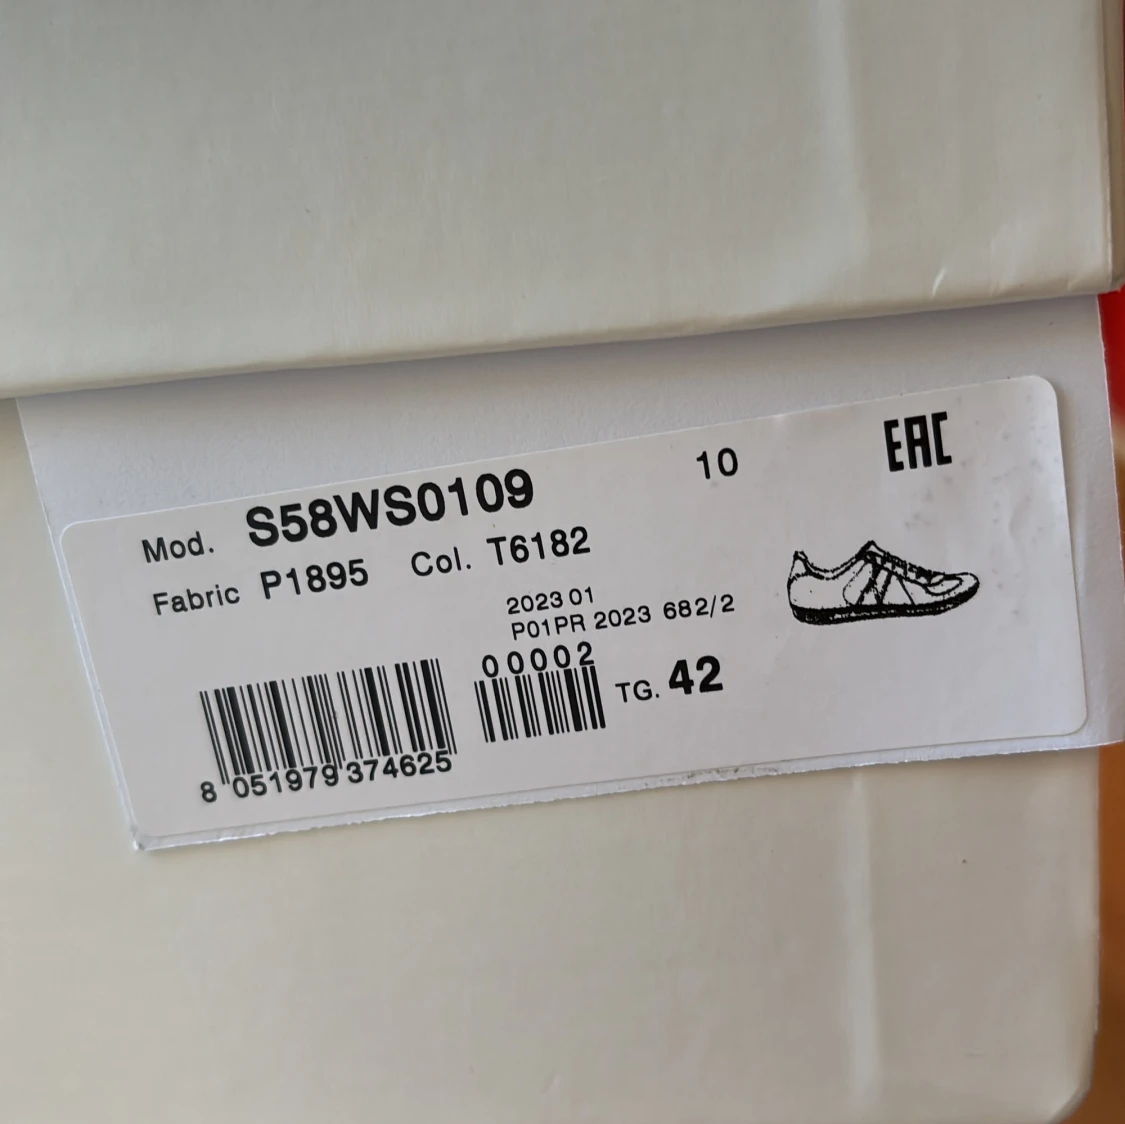 Mod. S58WS0109 10 EAC
Fabric P1895 Col. T6182
2023 01
P01PR 2023 682/2
00002
TG. 42
8 051979 374625